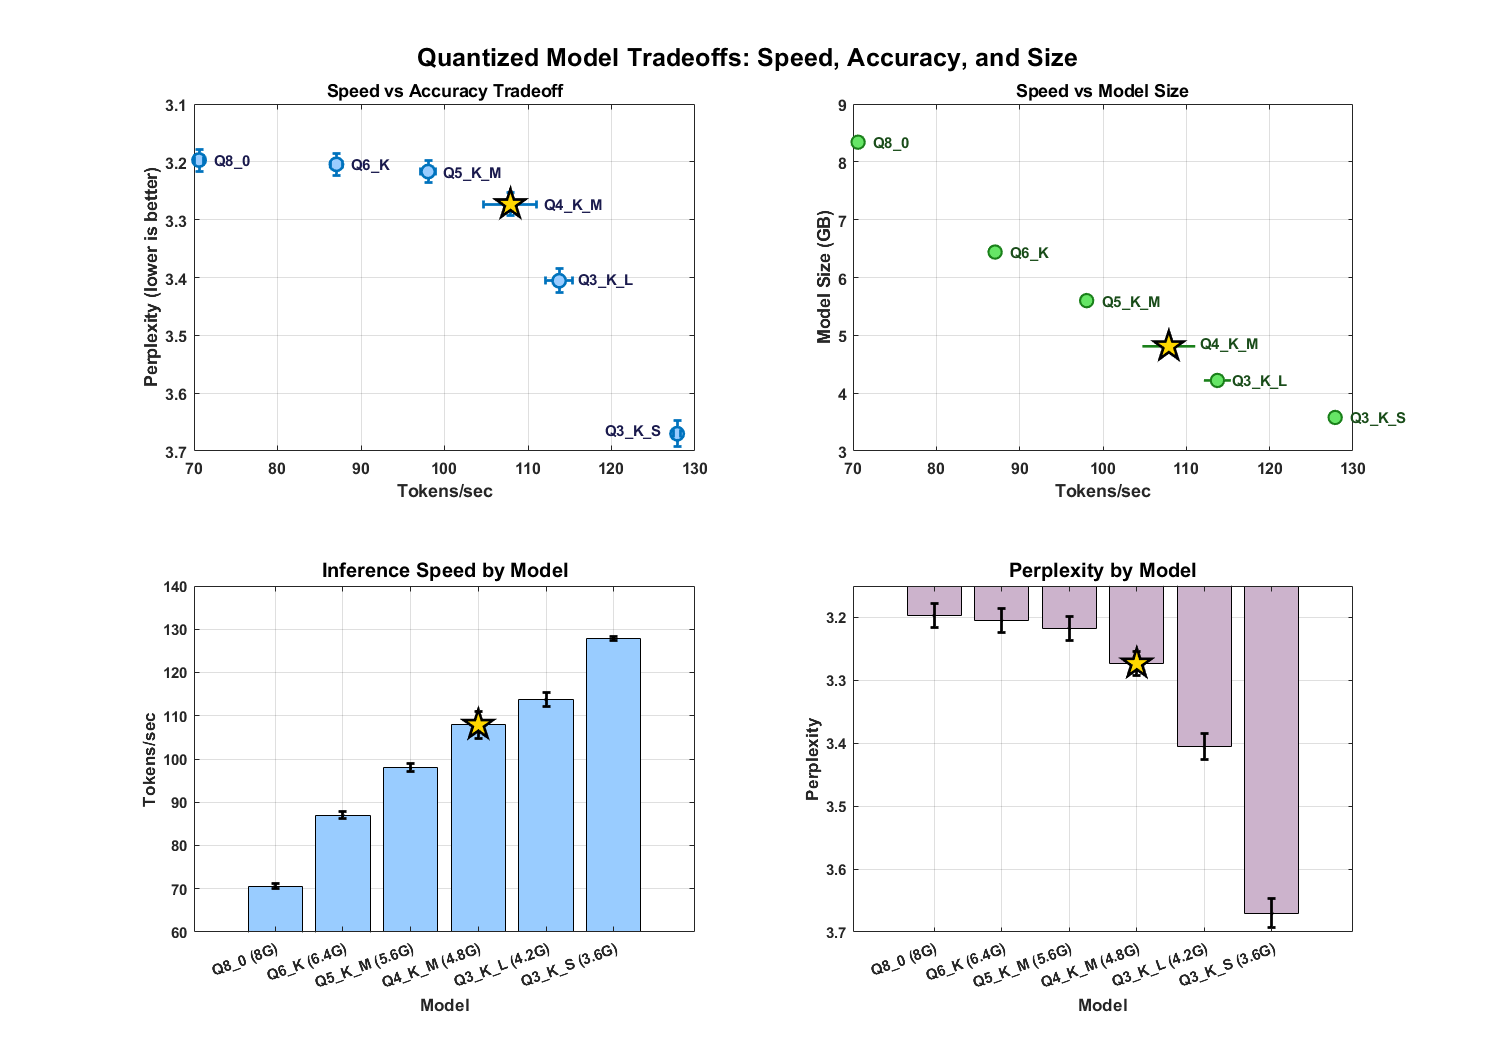 Quantized Model Tradeoffs: Speed, Accuracy, and Size
Speed vs Accuracy Tradeoff
3.1
3.2
3.3
3.4
3.5
3.6
3.7
Perplexity (lower is better)
Q8_0
Q6_K
Q5_K_M
Q4_K_M
Q3_K_L
Q3_K_S
70 80 90 100 110 120 130
Tokens/sec
Speed vs Model Size
9
8
7
6
5
4
3
Model Size (GB)
Q8_0
Q6_K
Q5_K_M
Q4_K_M
Q3_K_L
Q3_K_S
70 80 90 100 110 120 130
Tokens/sec
Inference Speed by Model
140
130
120
110
100
90
80
70
60
Tokens/sec
Q8_0 (8G)
Q6_K (6.4G)
Q5_K_M (5.6G)
Q4_K_M (4.8G)
Q3_K_L (4.2G)
Q3_K_S (3.6G)
Model
Perplexity by Model
3.2
3.3
3.4
3.5
3.6
3.7
Perplexity
Q8_0 (8G)
Q6_K (6.4G)
Q5_K_M (5.6G)
Q4_K_M (4.8G)
Q3_K_L (4.2G)
Q3_K_S (3.6G)
Model